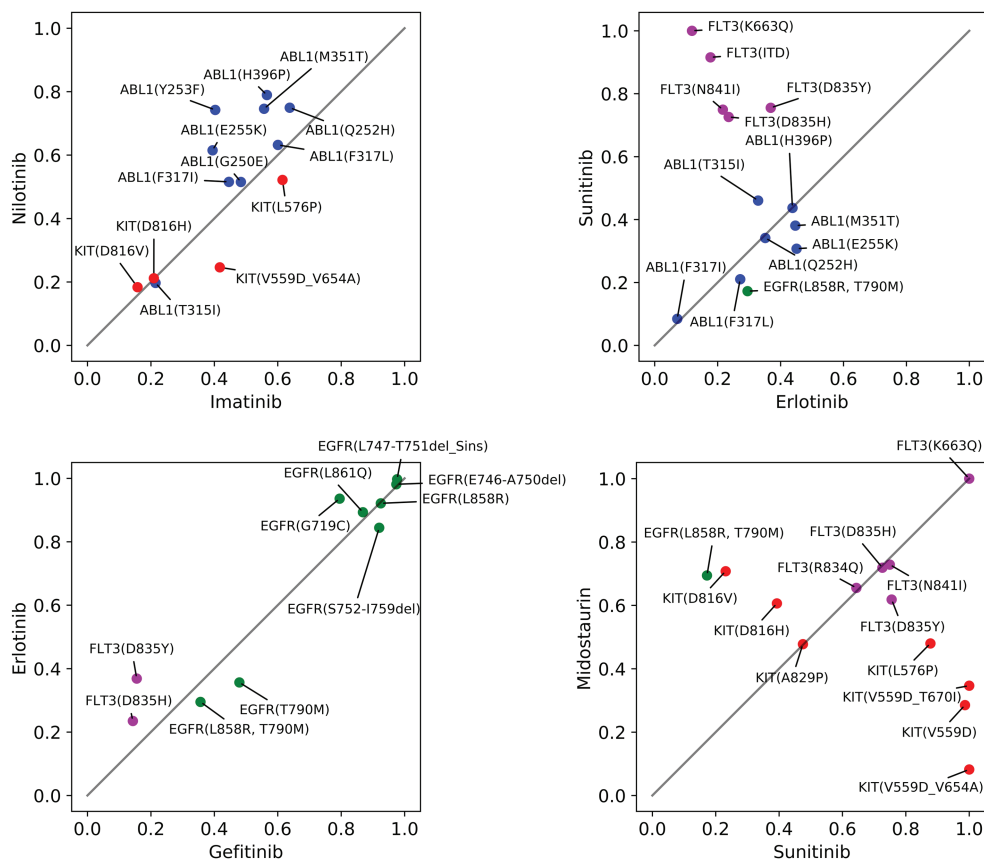 1.0
0.8
0.6
0.4
0.2
0.0
Nilotinib
ABL1(M351T)
ABL1(H396P)
ABL1(Y253F)
ABL1(E255K)
ABL1(Q252H)
ABL1(G250E)
ABL1(F317L)
ABL1(F317I)
KIT(L576P)
KIT(D816H)
KIT(D816V)
KIT(V559D_V654A)
ABL1(T315I)
0.0 0.2 0.4 0.6 0.8 1.0
Imatinib
1.0
0.8
0.6
0.4
0.2
0.0
Sunitinib
FLT3(K663Q)
FLT3(ITD)
FLT3(N841I)
FLT3(D835Y)
FLT3(D835H)
ABL1(H396P)
ABL1(T315I)
ABL1(M351T)
ABL1(E255K)
ABL1(Q252H)
ABL1(F317I)
EGFR(L858R, T790M)
ABL1(F317L)
0.0 0.2 0.4 0.6 0.8 1.0
Erlotinib
1.0
0.8
0.6
0.4
0.2
0.0
Erlotinib
EGFR(L747-T751del_Sins)
EGFR(L861Q)
EGFR(E746-A750del)
EGFR(L858R)
EGFR(G719C)
EGFR(S752-I759del)
FLT3(D835Y)
FLT3(D835H)
EGFR(T790M)
EGFR(L858R, T790M)
0.0 0.2 0.4 0.6 0.8 1.0
Gefitinib
1.0
0.8
0.6
0.4
0.2
0.0
Midostaurin
FLT3(K663Q)
EGFR(L858R, T790M)
FLT3(D835H)
FLT3(R834Q)
FLT3(N841I)
KIT(D816V)
FLT3(D835Y)
KIT(D816H)
KIT(L576P)
KIT(A829P)
KIT(V559D_T670I)
KIT(V559D)
KIT(V559D_V654A)
0.0 0.2 0.4 0.6 0.8 1.0
Sunitinib